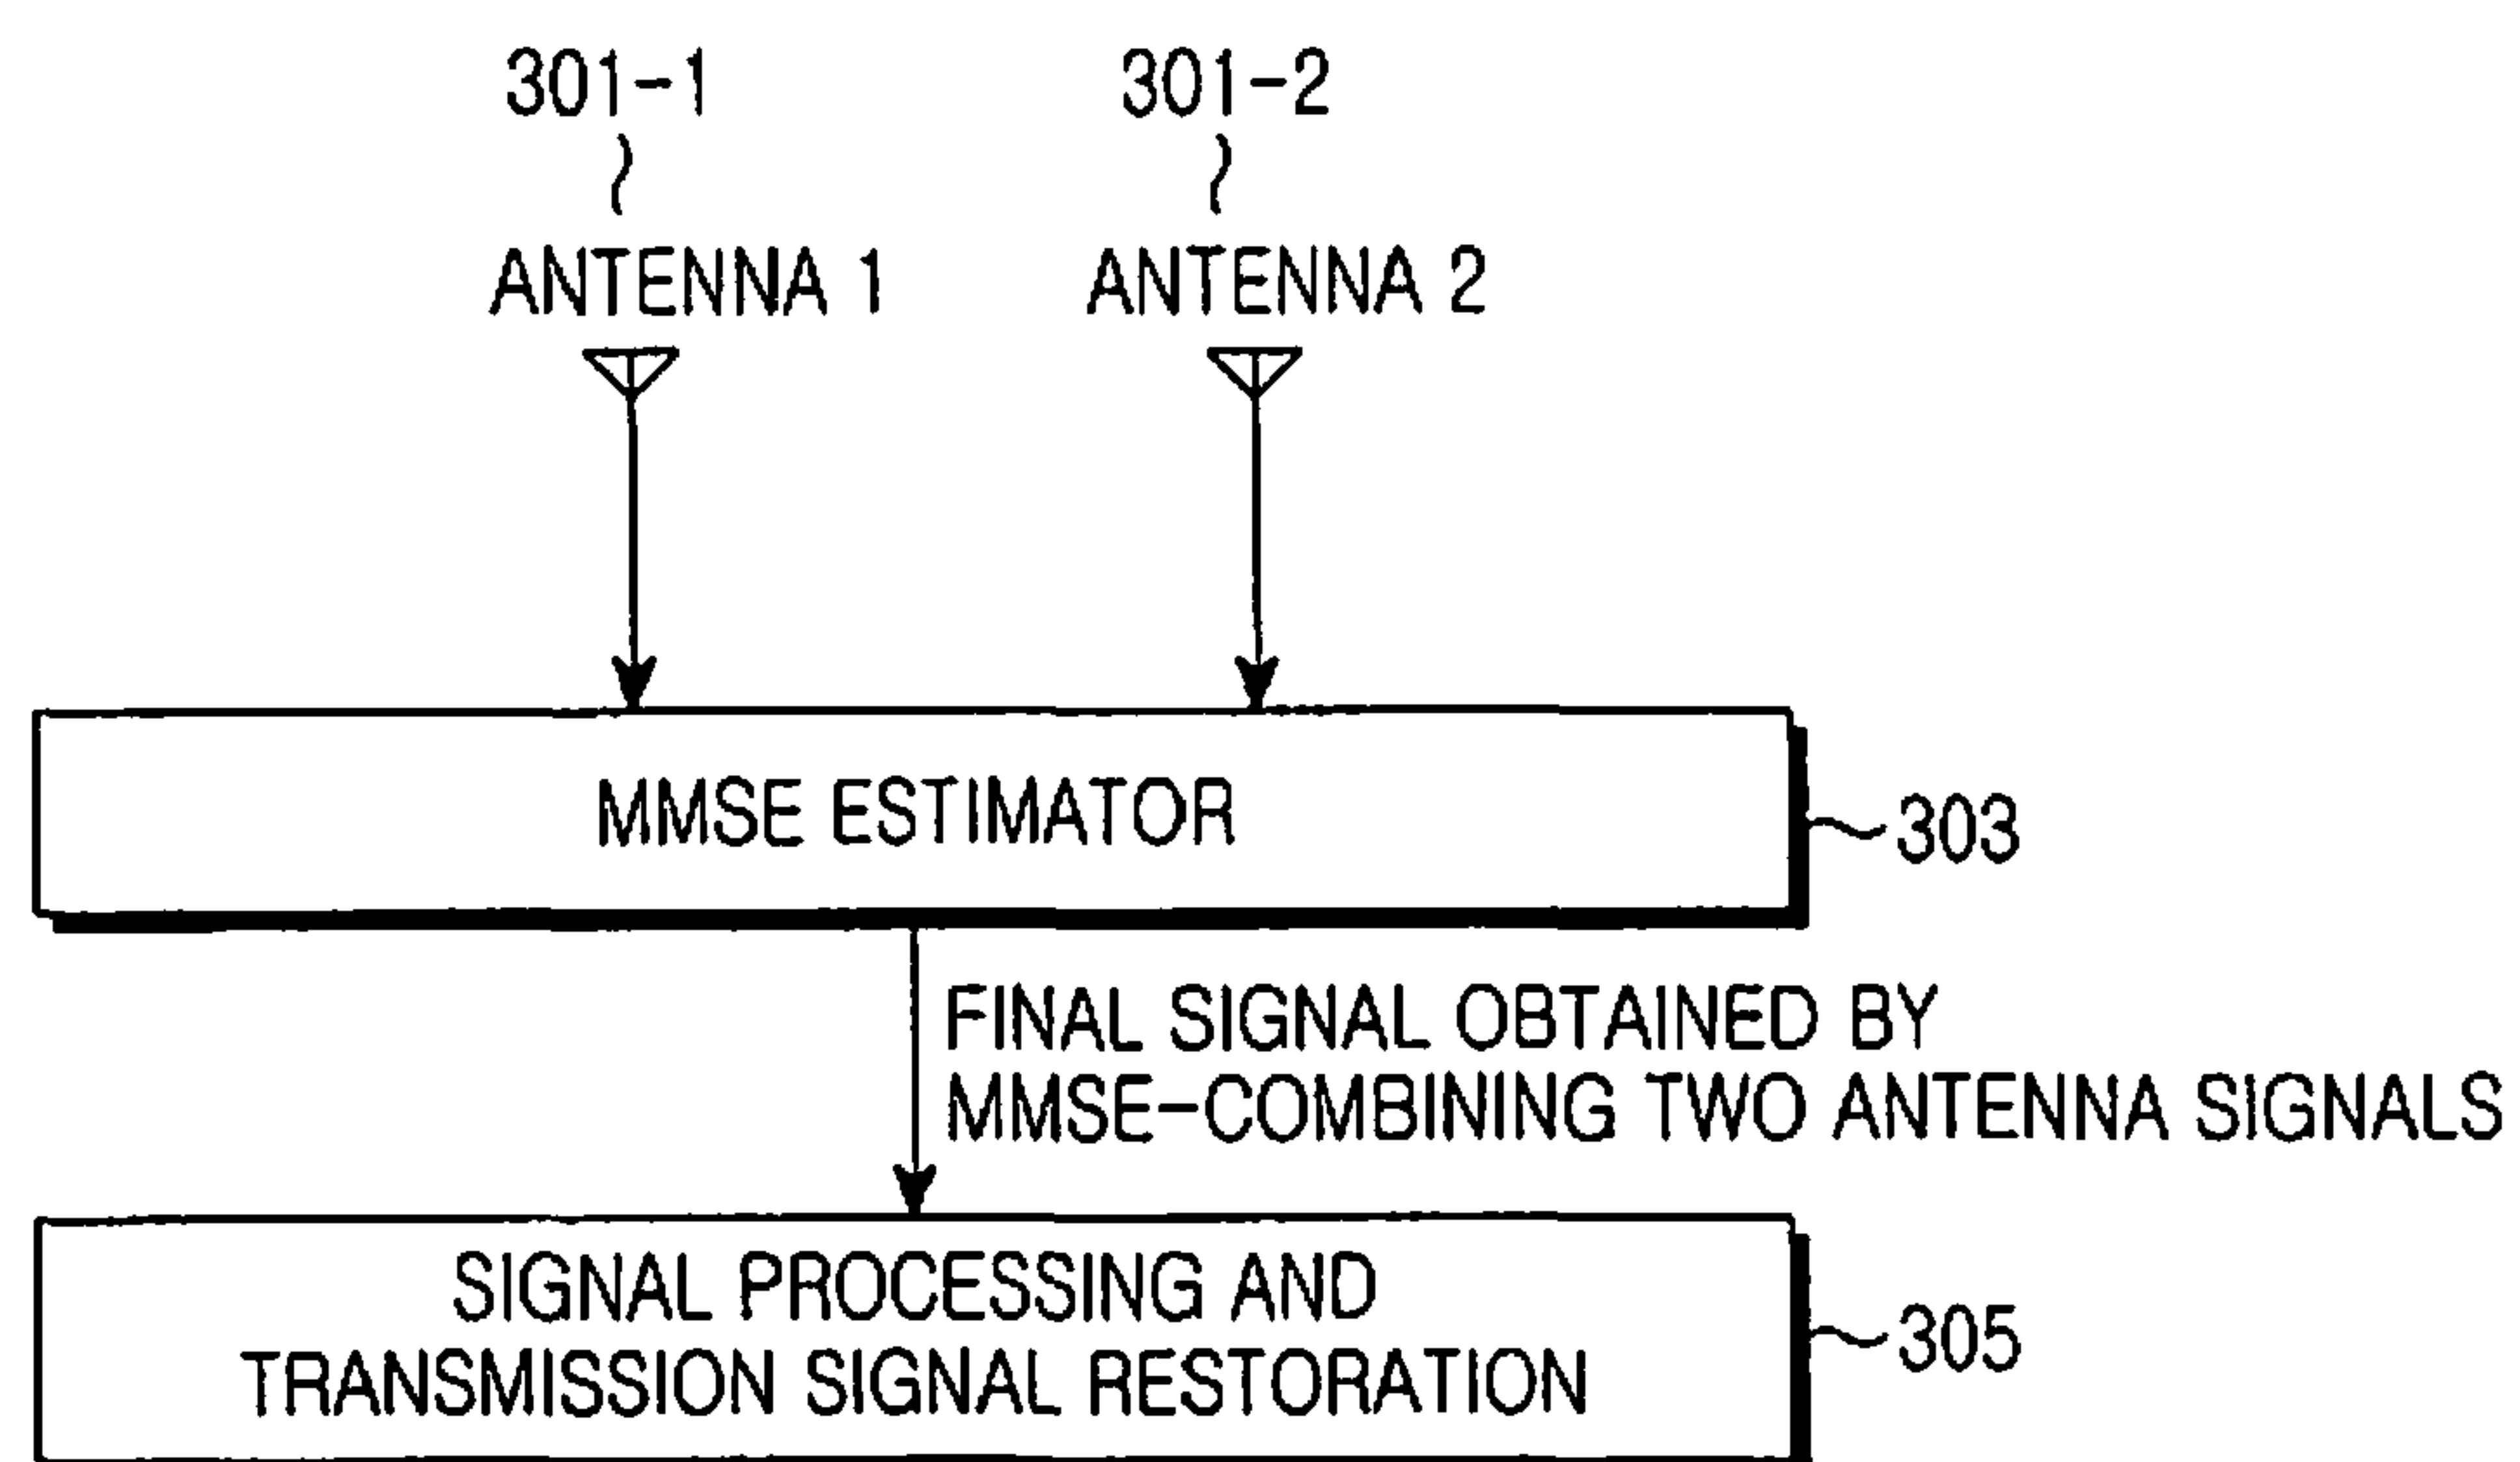 301-1
301-2
ANTENNA 1
ANTENNA 2
MMSE ESTIMATOR
303
FINAL SIGNAL OBTAINED BY
MMSE-COMBINING TWO ANTENNA SIGNALS
SIGNAL PROCESSING AND
TRANSMISSION SIGNAL RESTORATION
305